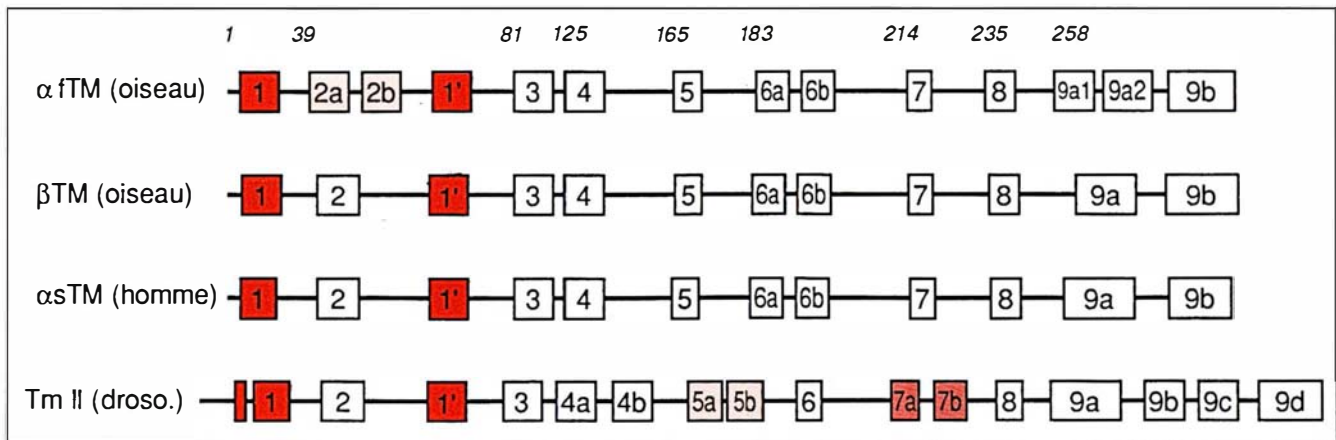 1 39 81 125 165 183 214 235 258
α fTM (oiseau) 1 2a 2b 1' 3 4 5 6a 6b 7 8 9a1 9a2 9b
βTM (oiseau) 1 2 1' 3 4 5 6a 6b 7 8 9a 9b
αsTM (homme) 1 2 1' 3 4 5 6a 6b 7 8 9a 9b
Tm II (droso.) 1 2 1' 3 4a 4b 5a 5b 6 7a 7b 8 9a 9b 9c 9d